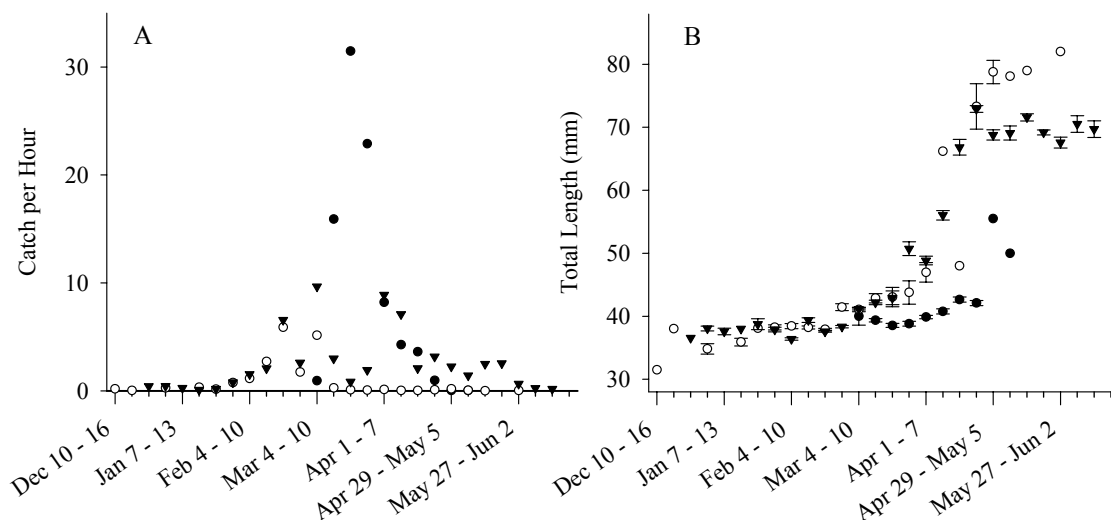 A
B
Catch per Hour
30
20
10
0
Dec 10 - 16
Jan 7 - 13
Feb 4 - 10
Mar 4 - 10
Apr 1 - 7
Apr 29 - May 5
May 27 - Jun 2
Total Length (mm)
80
70
60
50
40
30
Dec 10 - 16
Jan 7 - 13
Feb 4 - 10
Mar 4 - 10
Apr 1 - 7
Apr 29 - May 5
May 27 - Jun 2